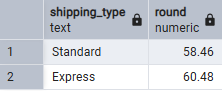 shipping_type round
text numeric
1 Standard 58.46
2 Express 60.48